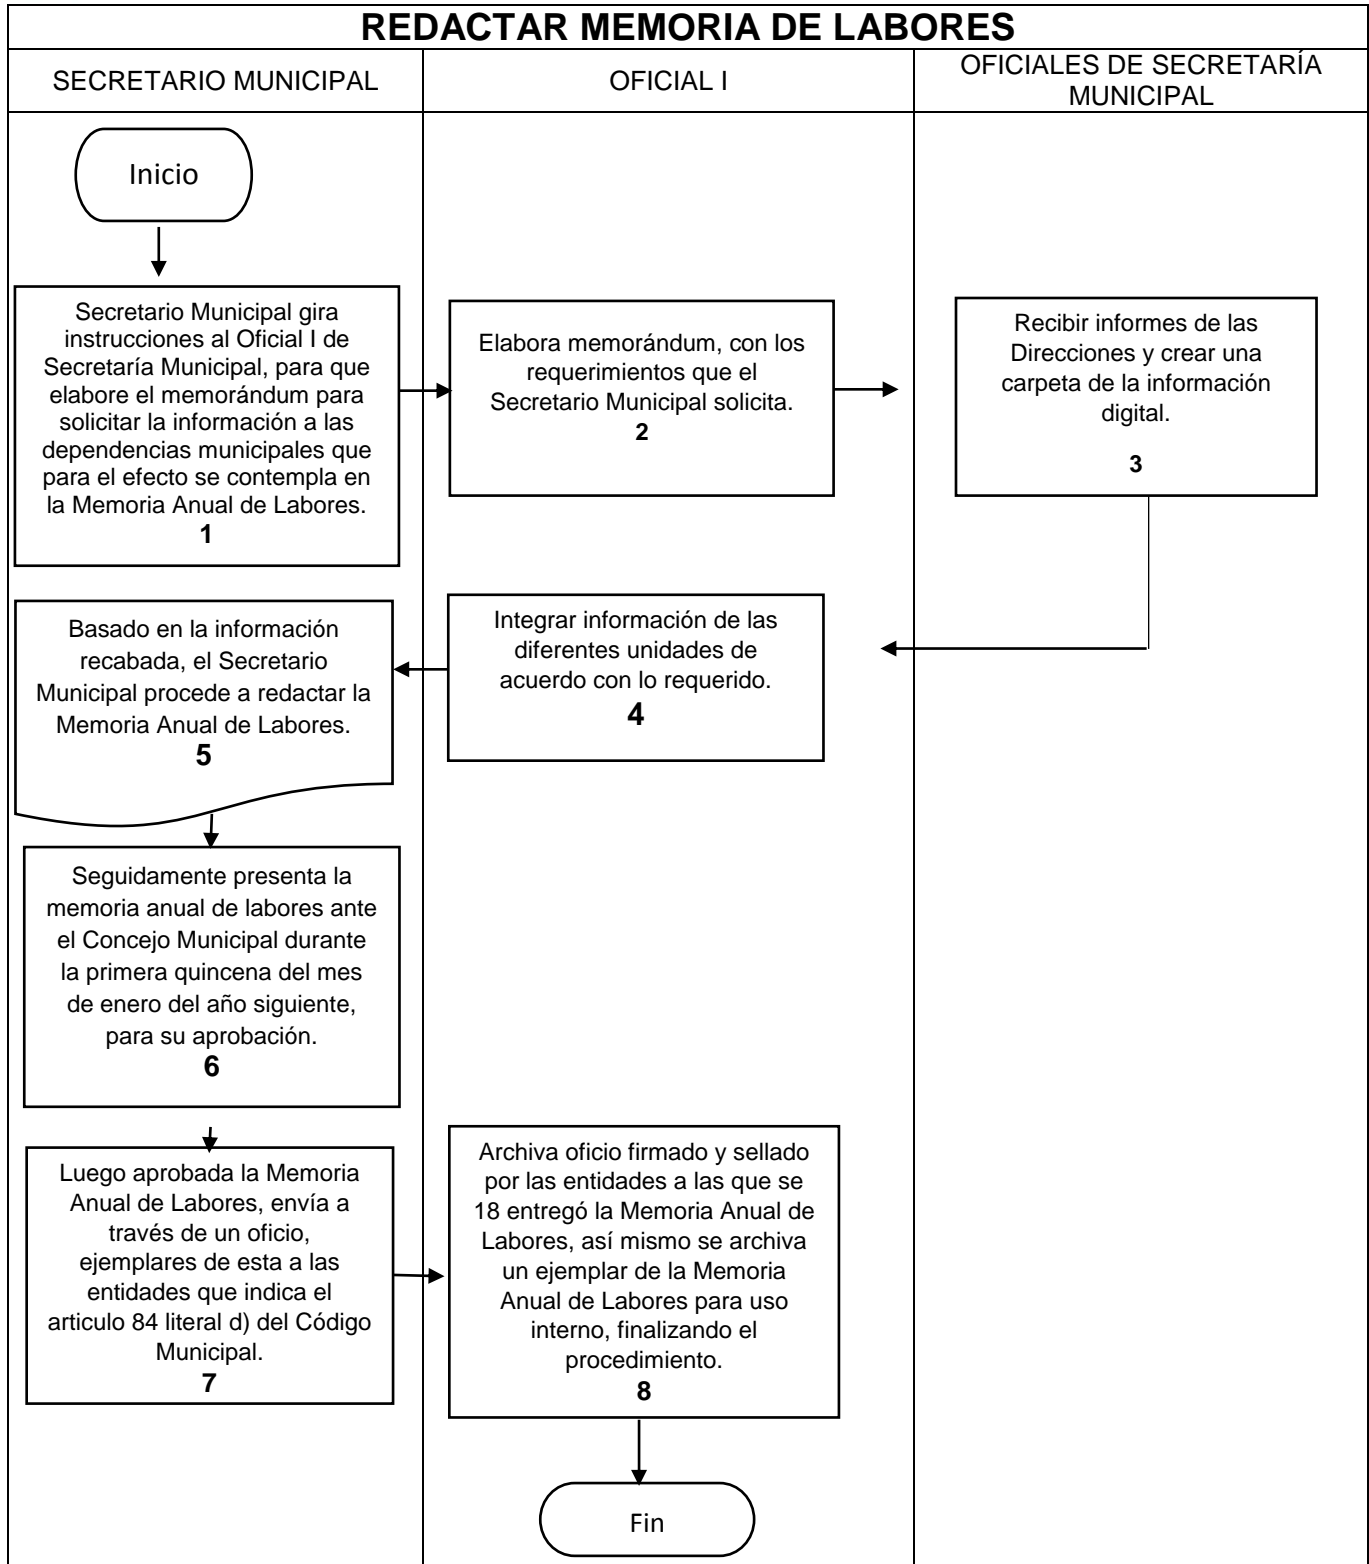 REDACTAR MEMORIA DE LABORES
SECRETARIO MUNICIPAL
OFICIAL I
OFICIALES DE SECRETARÍA
MUNICIPAL
Inicio
Secretario Municipal gira
instrucciones al Oficial I de
Secretaría Municipal, para que
elabore el memorándum para
solicitar la información a las
dependencias municipales que
para el efecto se contempla en
la Memoria Anual de Labores.
1
Elabora memorándum, con los
requerimientos que el
Secretario Municipal solicita.
2
Recibir informes de las
Direcciones y crear una
carpeta de la información
digital.
3
Integrar información de las
diferentes unidades de
acuerdo con lo requerido.
4
Basado en la información
recabada, el Secretario
Municipal procede a redactar la
Memoria Anual de Labores.
5
Seguidamente presenta la
memoria anual de labores ante
el Concejo Municipal durante
la primera quincena del mes
de enero del año siguiente,
para su aprobación.
6
Luego aprobada la Memoria
Anual de Labores, envía a
través de un oficio,
ejemplares de esta a las
entidades que indica el
articulo 84 literal d) del Código
Municipal.
7
Archiva oficio firmado y sellado
por las entidades a las que se
18 entregó la Memoria Anual de
Labores, así mismo se archiva
un ejemplar de la Memoria
Anual de Labores para uso
interno, finalizando el
procedimiento.
8
Fin